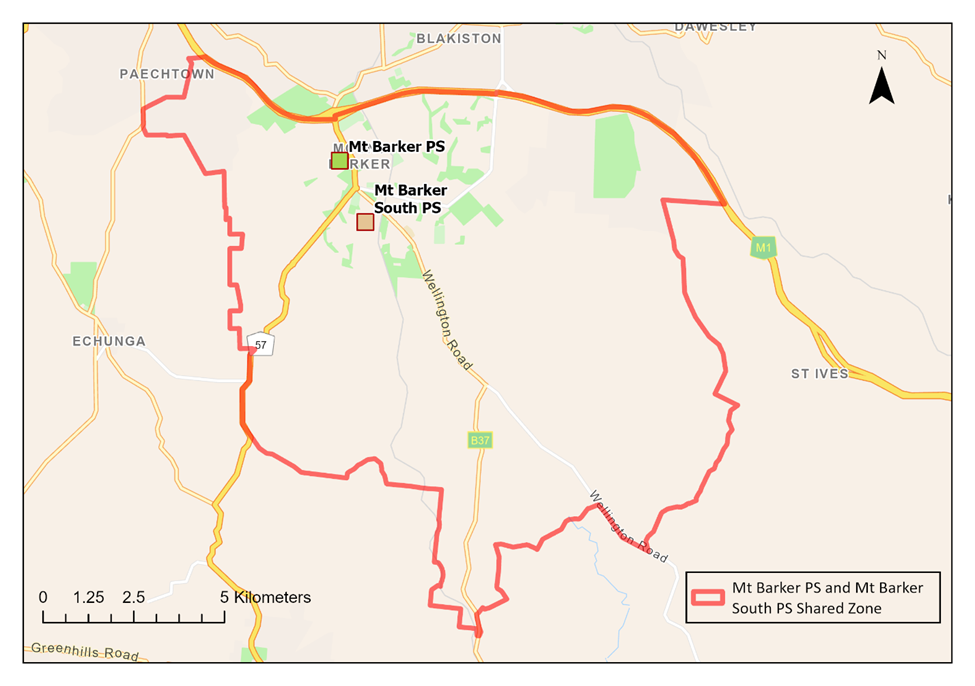 DAWESLEY
BLAKISTON
N
PAECHTOWN
Mt Barker PS
BARKER
Mt Barker
South PS
M1
Wellington Road
57
ECHUNGA
ST IVES
B37
Wellington Road
0 1.25 2.5 5 Kilometers
Mt Barker PS and Mt Barker
South PS Shared Zone
Greenhills Road